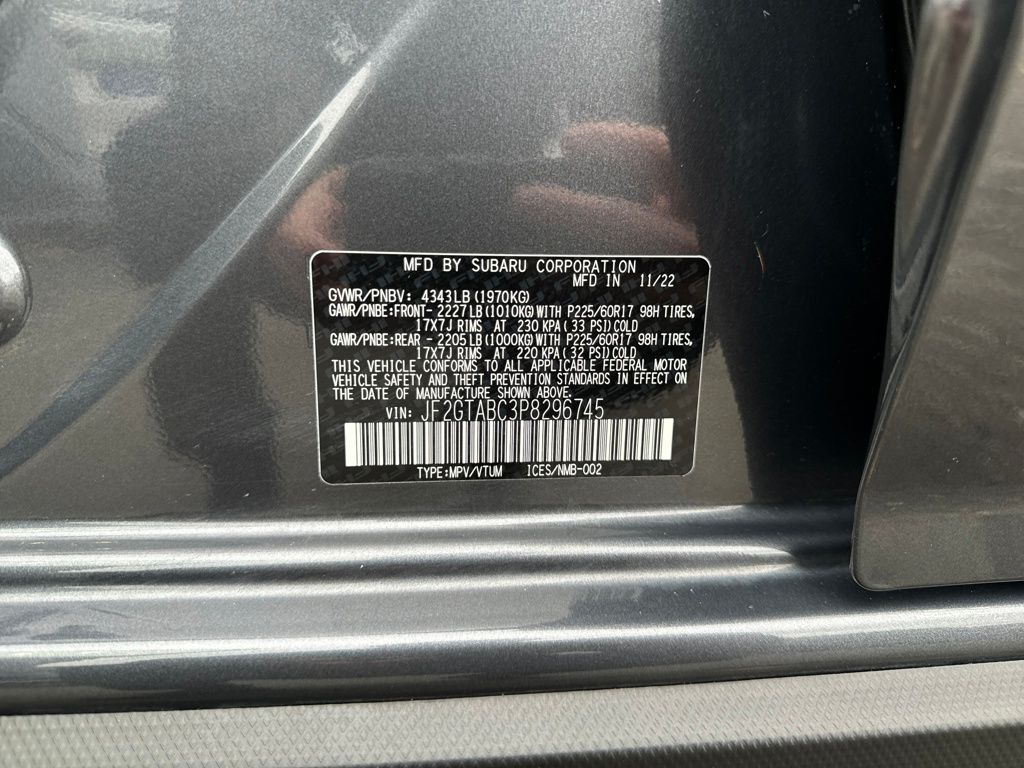 MFD BY SUBARU CORPORATION
MFD IN 11/22
GVWR/PNBV: 4343LB (1970KG)
GAWR/PNBE:FRONT- 2227LB (1010KG) WITH P225/60R17 98H TIRES,
17X7J RIMS AT 230 KPA (33 PSI) COLD
GAWR/PNBE:REAR - 2205LB (1000KG) WITH P225/60R17 98H TIRES,
17X7J RIMS AT 220 KPA (32 PSI) COLD
THIS VEHICLE CONFORMS TO ALL APPLICABLE FEDERAL MOTOR
VEHICLE SAFETY AND THEFT PREVENTION STANDARDS IN EFFECT ON
THE DATE OF MANUFACTURE SHOWN ABOVE.
VIN: JF2GTABC3P8296745
TYPE:MPV/VTUM ICES/NMB-002